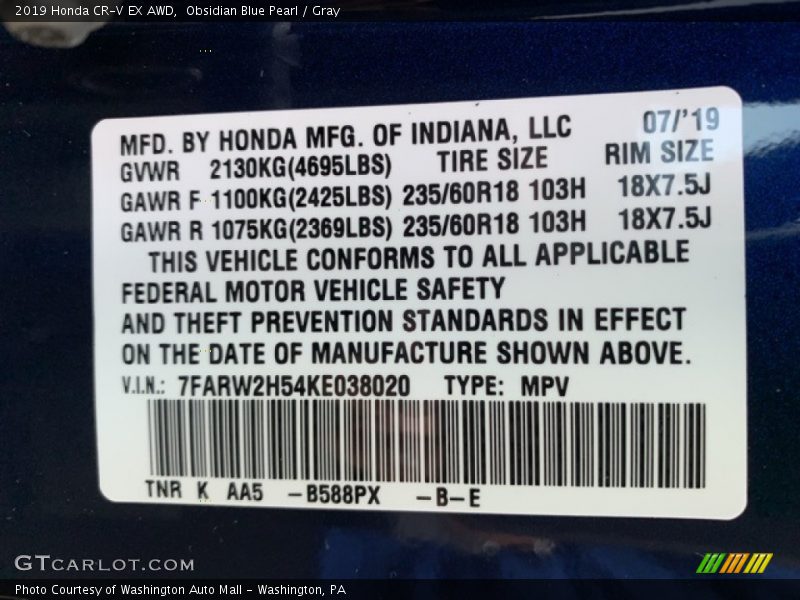 2019 Honda CR-V EX AWD,  Obsidian Blue Pearl / Gray
MFD. BY HONDA MFG. OF INDIANA, LLC 07/'19
GVWR 2130KG(4695LBS) TIRE SIZE RIM SIZE
GAWR F 1100KG(2425LBS) 235/60R18 103H 18X7.5J
GAWR R 1075KG(2369LBS) 235/60R18 103H 18X7.5J
THIS VEHICLE CONFORMS TO ALL APPLICABLE
FEDERAL MOTOR VEHICLE SAFETY
AND THEFT PREVENTION STANDARDS IN EFFECT
ON THE DATE OF MANUFACTURE SHOWN ABOVE.
V.I.N.: 7FARW2H54KE038020 TYPE: MPV
TNR K AA5 -B588PX -B-E
GTCARLOT.COM
Photo Courtesy of Washington Auto Mall - Washington, PA